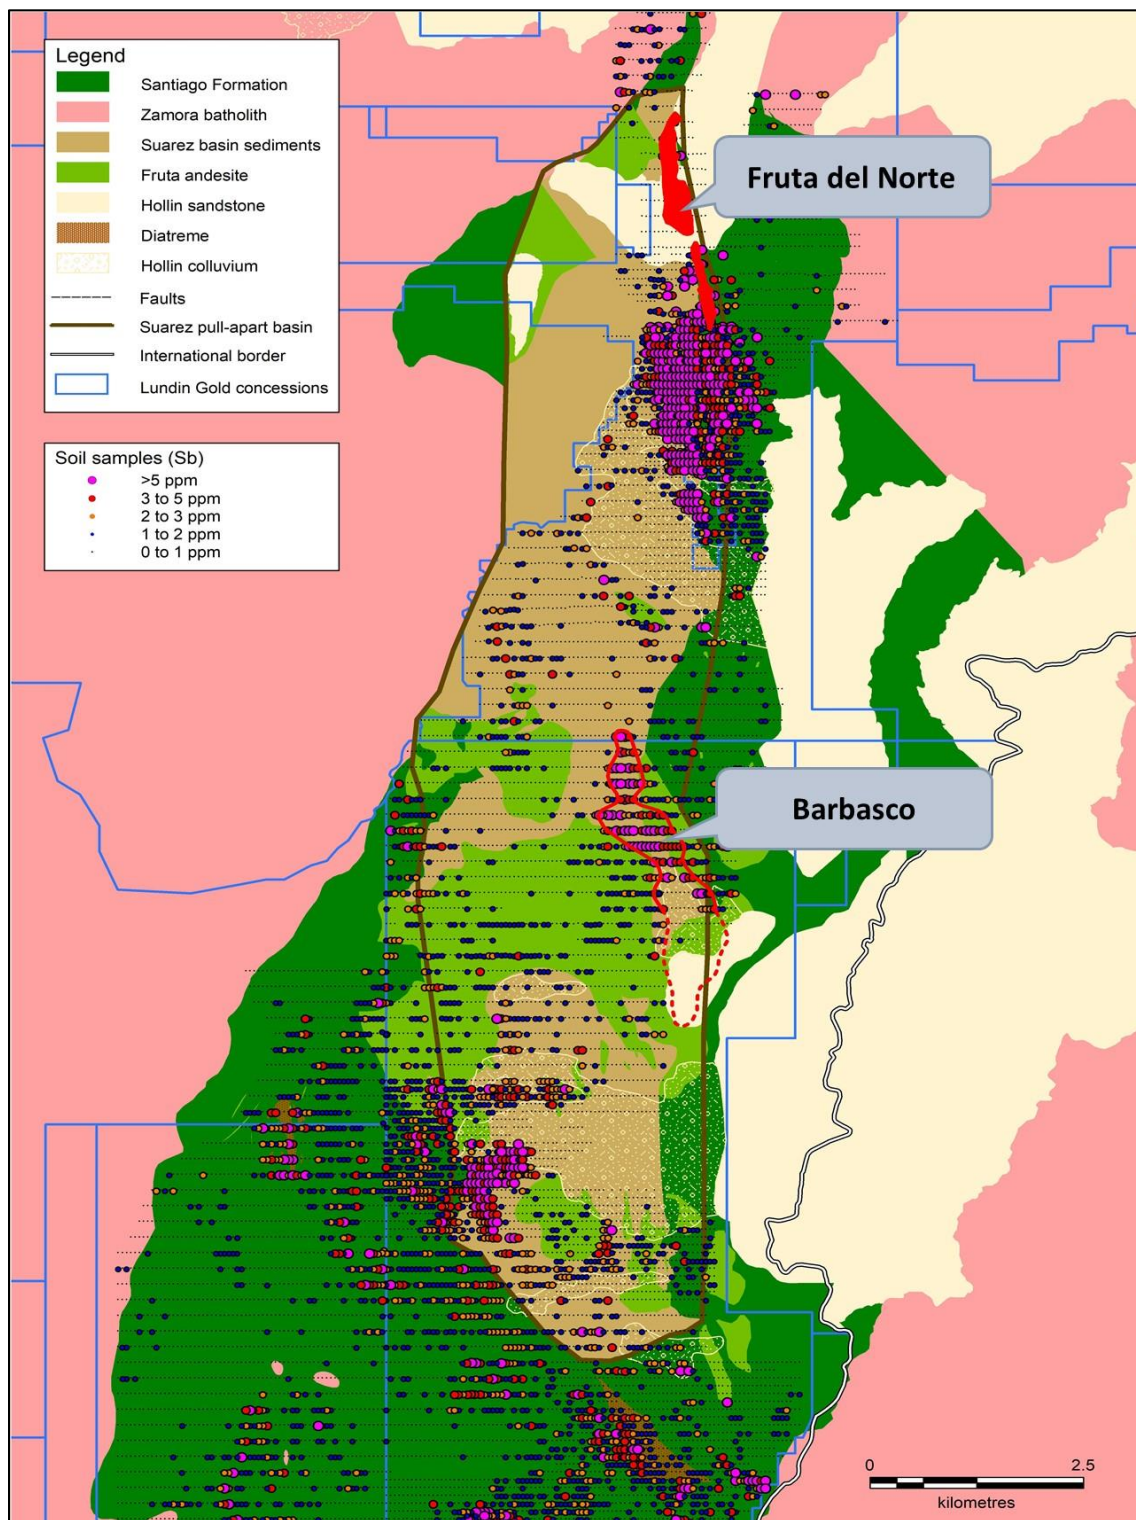 Legend
Santiago Formation
Zamora batholith
Suarez basin sediments
Fruta andesite
Hollin sandstone
Diatreme
Hollin colluvium
Faults
Suarez pull-apart basin
International border
Lundin Gold concessions
Soil samples (Sb)
>5 ppm
3 to 5 ppm
2 to 3 ppm
1 to 2 ppm
0 to 1 ppm
Fruta del Norte
Barbasco
0 2.5
kilometres